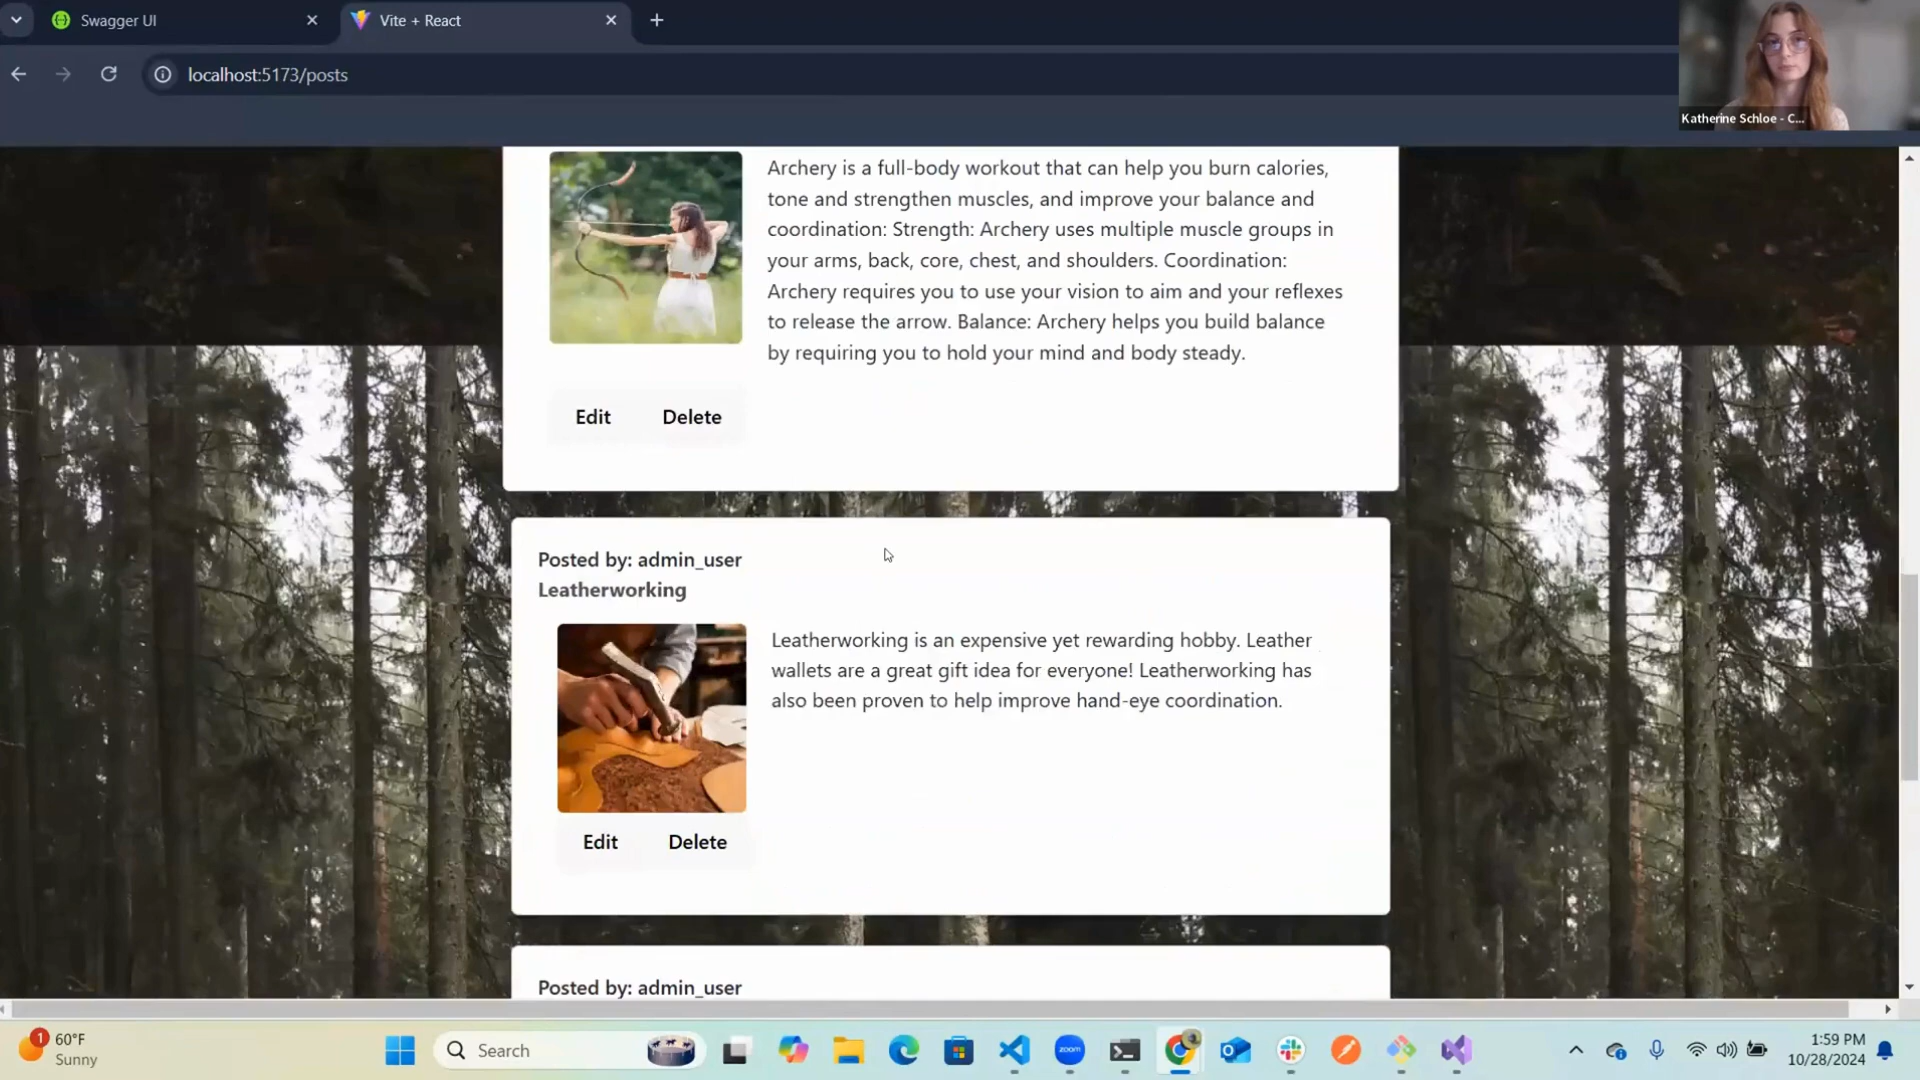 Swagger UI
Vite + React
localhost:5173/posts
Katherine Schloe - C...
Archery is a full-body workout that can help you burn calories,
tone and strengthen muscles, and improve your balance and
coordination: Strength: Archery uses multiple muscle groups in
your arms, back, core, chest, and shoulders. Coordination:
Archery requires you to use your vision to aim and your reflexes
to release the arrow. Balance: Archery helps you build balance
by requiring you to hold your mind and body steady.
Edit Delete
Posted by: admin_user
Leatherworking
Leatherworking is an expensive yet rewarding hobby. Leather
wallets are a great gift idea for everyone! Leatherworking has
also been proven to help improve hand-eye coordination.
Edit Delete
Posted by: admin_user
1
60°F
Sunny
Search
zoom
1:59 PM
10/28/2024